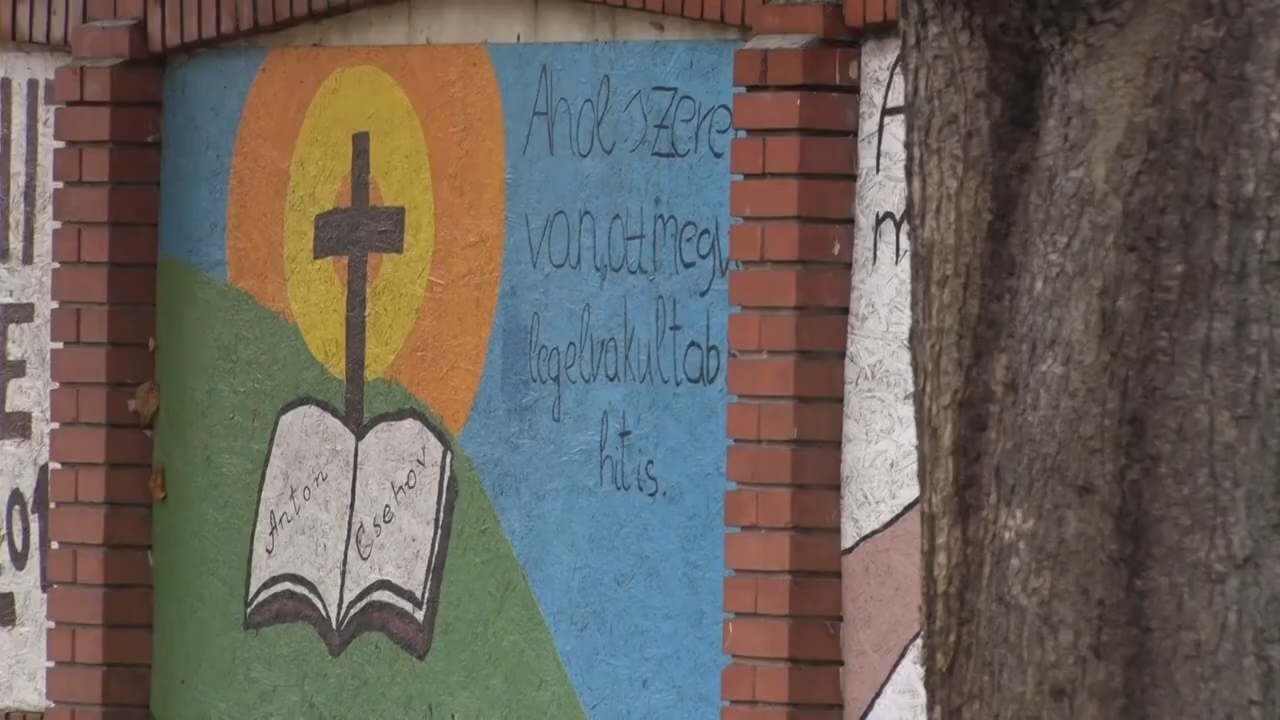 Ahol szere
van, ott megv
legelvakultab
hit is.
Anton
Csehov